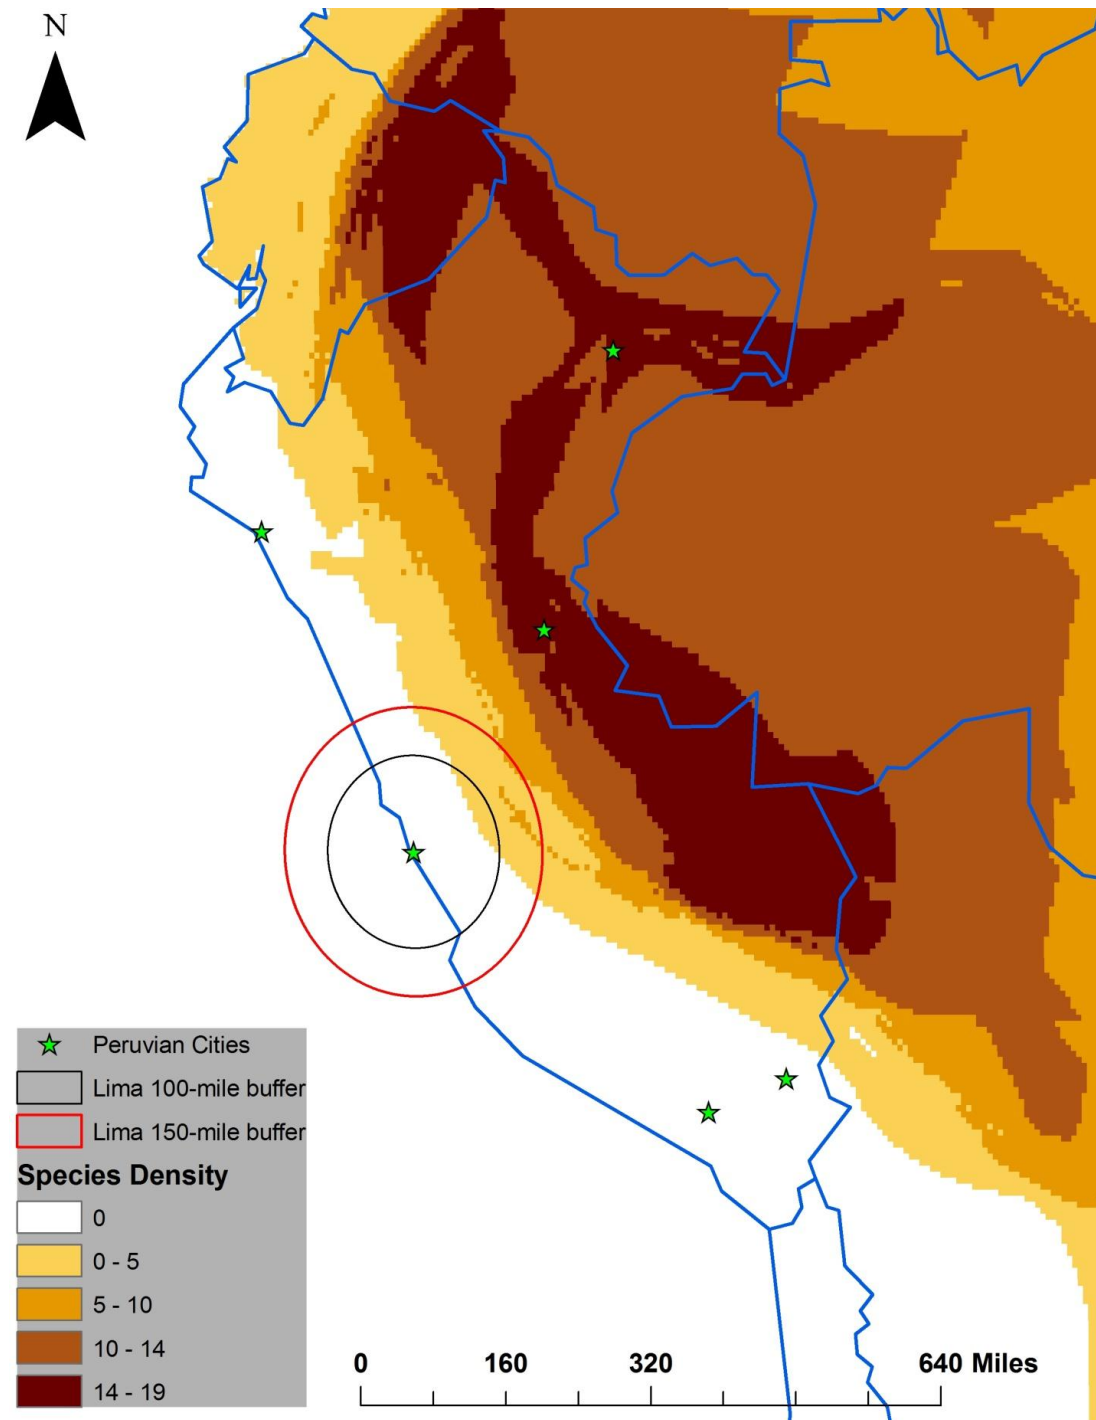 N
Peruvian Cities
Lima 100-mile buffer
Lima 150-mile buffer
Species Density
0
0 - 5
5 - 10
10 - 14
14 - 19
0 160 320 640 Miles